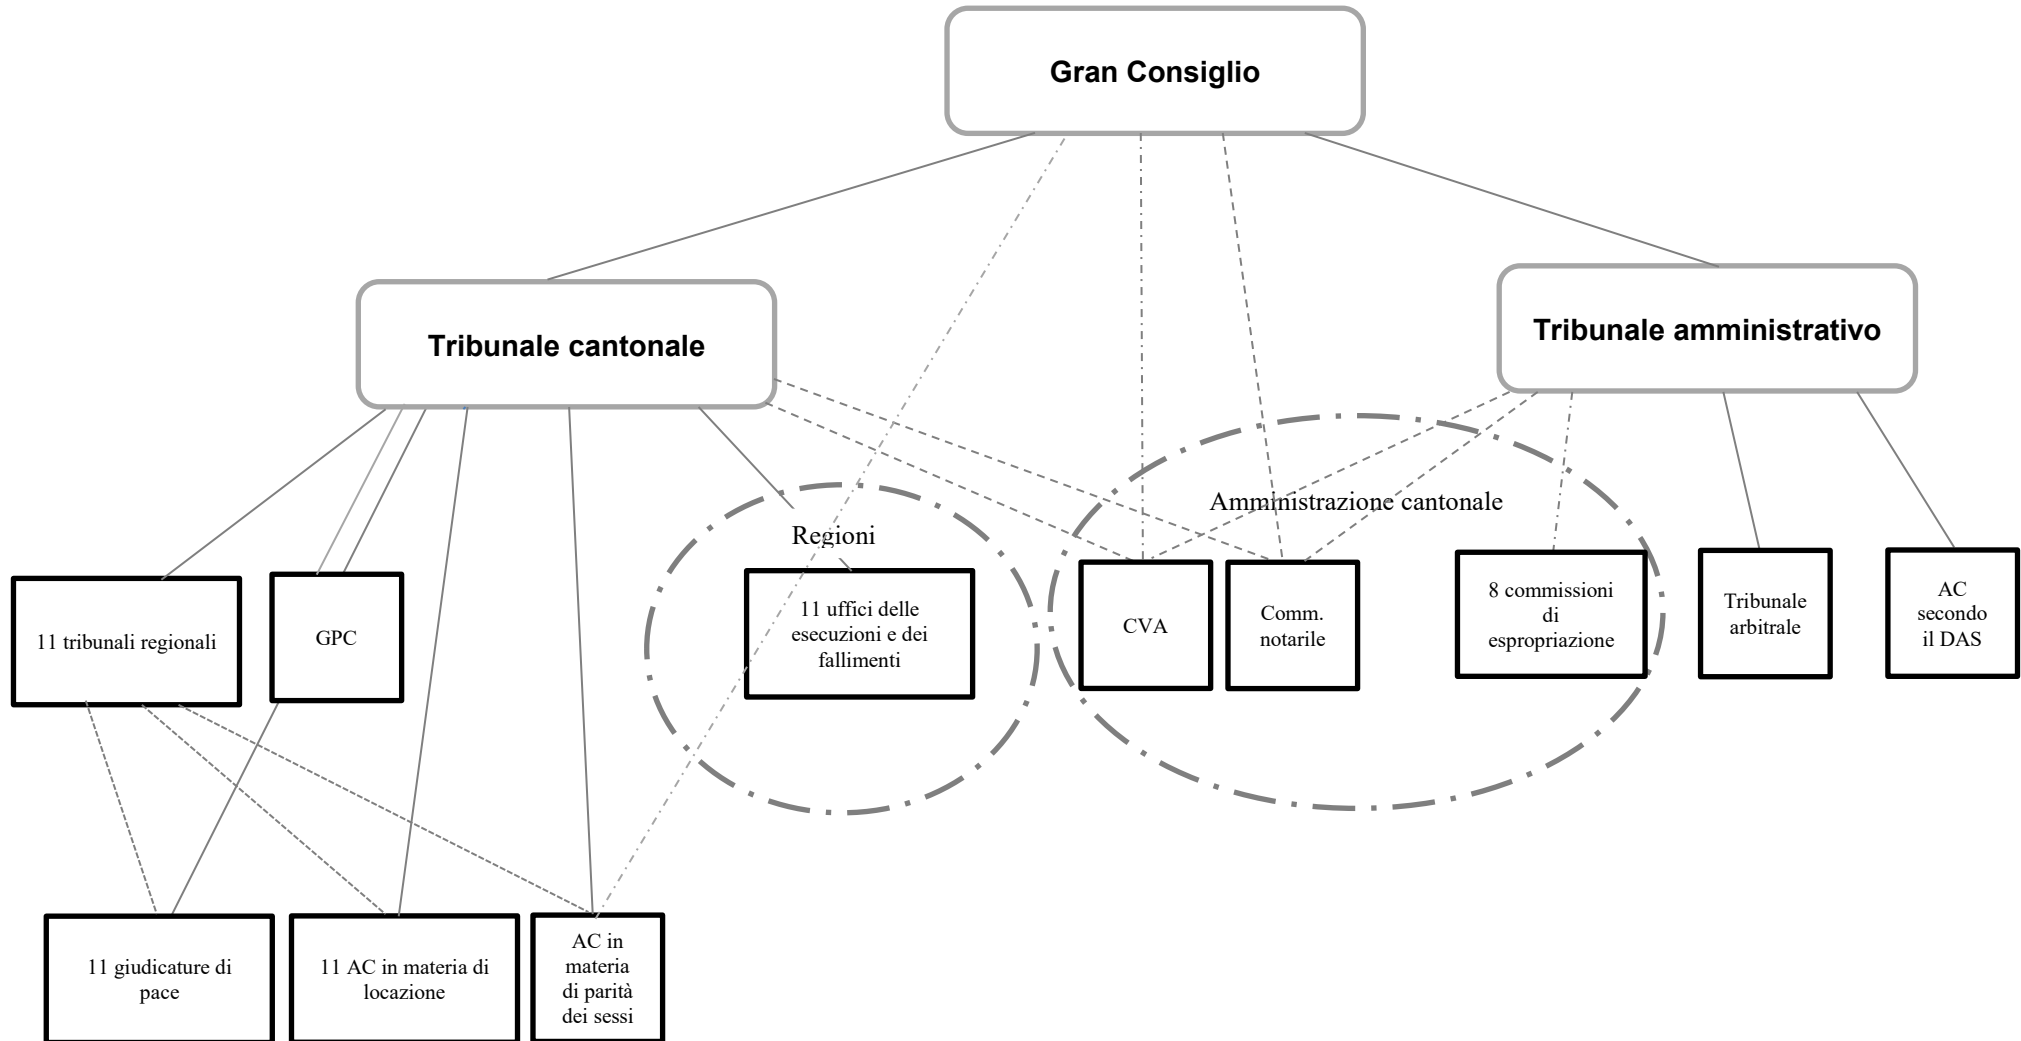 Gran Consiglio
Tribunale cantonale
Tribunale amministrativo
Amministrazione cantonale
Regioni
11 tribunali regionali
GPC
11 uffici delle
esecuzioni e dei
fallimenti
CVA
Comm.
notarile
8 commissioni
di
espropriazione
Tribunale
arbitrale
AC
secondo
il DAS
11 giudicature di
pace
11 AC in materia di
locazione
AC in
materia
di parità
dei sessi